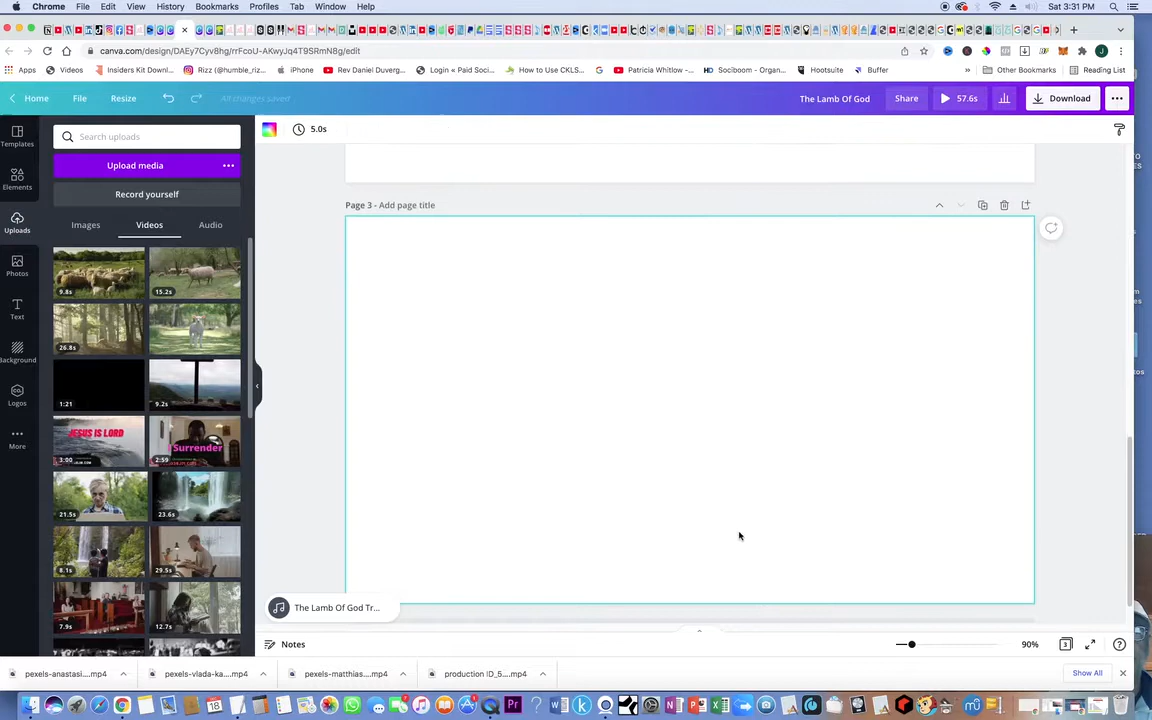 Chrome File Edit View History Bookmarks Profiles Tab Window Help Sat 3:31 PM
canva.com/design/DAEy7Cyv8hg/rrFcoU-AKwyJq4T9SRmN8g/edit
Apps Videos Insiders Kit Downl... Rizz (@humble_riz... iPhone Rev Daniel Duverg... Login « Paid Soci... How to Use CKLS... Patricia Whitlow -... Sociboom - Organ... Hootsuite Buffer » Other Bookmarks Reading List
Home File Resize All changes saved The Lamb Of God Share 57.6s Download
Templates
Elements
Uploads
Photos
Text
Background
Logos
More
Search uploads
Upload media
Record yourself
Images Videos Audio
9.8s 15.2s
26.8s
1:21 9.2s
JESUS IS LORD
3:00
Surrender
2:59
21.5s 23.6s
8.1s 29.5s
7.9s 12.7s
5.0s
Page 3 - Add page title
The Lamb Of God Tr...
Notes 90% 3
pexels-anastasi....mp4 pexels-vlada-ka....mp4 pexels-matthias....mp4 production ID_5....mp4 Show All